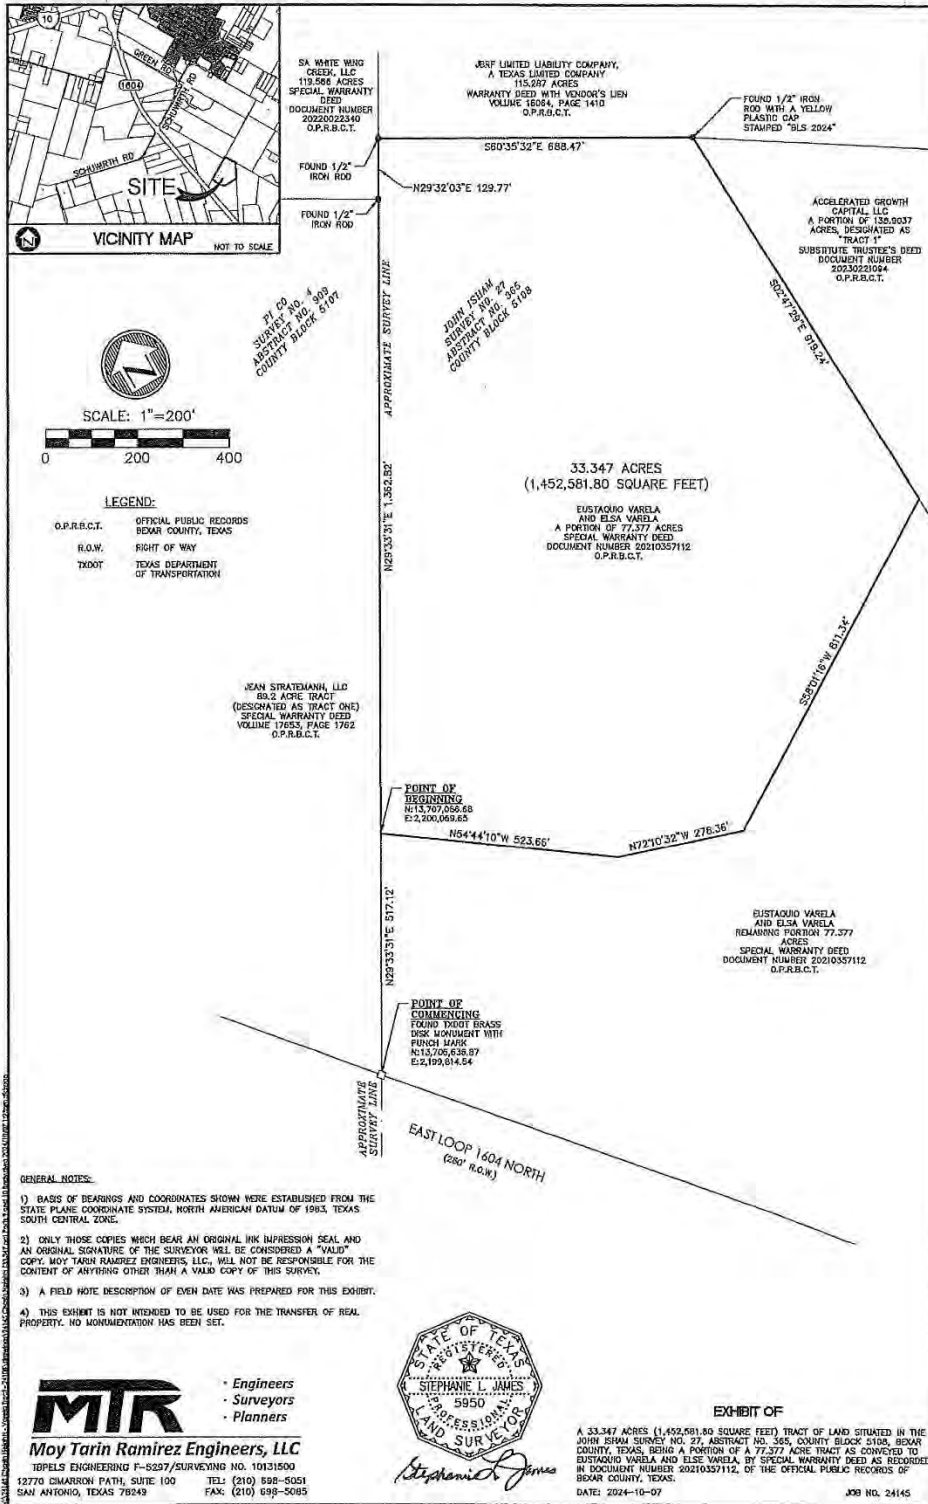 10
GREEN RD
1604
SCHUWIRTH RD
SCHUWIRTH RD
SITE
N
VICINITY MAP
NOT TO SCALE
SA WHITE WING
CREEK, LLC
119.566 ACRES
SPECIAL WARRANTY
DEED
DOCUMENT NUMBER
20220022340
O.P.R.B.C.T.
JBRF LIMITED LIABILITY COMPANY,
A TEXAS LIMITED COMPANY
115.287 ACRES
WARRANTY DEED WITH VENDOR'S LIEN
VOLUME 16064, PAGE 1410
O.P.R.B.C.T.
FOUND 1/2" IRON
ROD WITH A YELLOW
PLASTIC CAP
STAMPED "BLS 2024"
S60°35'32"E 688.47'
FOUND 1/2"
IRON ROD
N29°32'03"E 129.77'
FOUND 1/2"
IRON ROD
ACCELERATED GROWTH
CAPITAL, LLC
A PORTION OF 138.9037
ACRES, DESIGNATED AS
"TRACT 1"
SUBSTITUTE TRUSTEE'S DEED
DOCUMENT NUMBER
20230221094
O.P.R.B.C.T.
PI CO
SURVEY NO. 4
ABSTRACT NO. 909
COUNTY BLOCK 5107
APPROXIMATE SURVEY LINE
JOHN ISHAM
SURVEY NO. 27
ABSTRACT NO. 365
COUNTY BLOCK 5108
S02°47'29"E 919.24'
N
SCALE: 1"=200'
0 200 400
LEGEND:
O.P.R.B.C.T. OFFICIAL PUBLIC RECORDS
BEXAR COUNTY, TEXAS
R.O.W. RIGHT OF WAY
TXDOT TEXAS DEPARTMENT
OF TRANSPORTATION
N29°33'31"E 1,352.82'
33.347 ACRES
(1,452,581.80 SQUARE FEET)
EUSTAQUIO VARELA
AND ELSA VARELA
A PORTION OF 77.377 ACRES
SPECIAL WARRANTY DEED
DOCUMENT NUMBER 20210357112
O.P.R.B.C.T.
S58°01'16"W 811.34'
JEAN STRATEMANN, LLC
89.2 ACRE TRACT
(DESIGNATED AS TRACT ONE)
SPECIAL WARRANTY DEED
VOLUME 17653, PAGE 1762
O.P.R.B.C.T.
POINT OF
BEGINNING
N:13,707,086.68
E:2,200,069.65
N54°44'10"W 523.66'
N72°10'32"W 276.36'
N29°33'31"E 517.12'
EUSTAQUIO VARELA
AND ELSA VARELA
REMAINING PORTION 77.377
ACRES
SPECIAL WARRANTY DEED
DOCUMENT NUMBER 20210357112
O.P.R.B.C.T.
POINT OF
COMMENCING
FOUND TXDOT BRASS
DISK MONUMENT WITH
PUNCH MARK
N:13,706,636.87
E:2,199,814.54
APPROXIMATE
SURVEY LINE
EAST LOOP 1604 NORTH
(280' R.O.W.)
GENERAL NOTES:
1) BASIS OF BEARINGS AND COORDINATES SHOWN WERE ESTABLISHED FROM THE
STATE PLANE COORDINATE SYSTEM, NORTH AMERICAN DATUM OF 1983, TEXAS
SOUTH CENTRAL ZONE.
2) ONLY THOSE COPIES WHICH BEAR AN ORIGINAL INK IMPRESSION SEAL AND
AN ORIGINAL SIGNATURE OF THE SURVEYOR WILL BE CONSIDERED A "VALID"
COPY. MOY TARIN RAMIREZ ENGINEERS, LLC., WILL NOT BE RESPONSIBLE FOR THE
CONTENT OF ANYTHING OTHER THAN A VALID COPY OF THIS SURVEY.
3) A FIELD NOTE DESCRIPTION OF EVEN DATE WAS PREPARED FOR THIS EXHIBIT.
4) THIS EXHIBIT IS NOT INTENDED TO BE USED FOR THE TRANSFER OF REAL
PROPERTY. NO MONUMENTATION HAS BEEN SET.
MTR
· Engineers
· Surveyors
· Planners
Moy Tarin Ramirez Engineers, LLC
TBPELS ENGINEERING F-5297/SURVEYING NO. 10131500
12770 CIMARRON PATH, SUITE 100 TEL: (210) 698-5051
SAN ANTONIO, TEXAS 78249 FAX: (210) 698-5085
STATE OF TEXAS
REGISTERED
STEPHANIE L. JAMES
5950
PROFESSIONAL
LAND SURVEYOR
Stephanie L James
EXHIBIT OF
A 33.347 ACRES (1,452,581.80 SQUARE FEET) TRACT OF LAND SITUATED IN THE
JOHN ISHAM SURVEY NO. 27, ABSTRACT NO. 365, COUNTY BLOCK 5108, BEXAR
COUNTY, TEXAS, BEING A PORTION OF A 77.377 ACRE TRACT AS CONVEYED TO
EUSTAQUIO VARELA AND ELSE VARELA, BY SPECIAL WARRANTY DEED AS RECORDED
IN DOCUMENT NUMBER 20210357112, OF THE OFFICIAL PUBLIC RECORDS OF
BEXAR COUNTY, TEXAS.
DATE: 2024-10-07 JOB NO. 24145